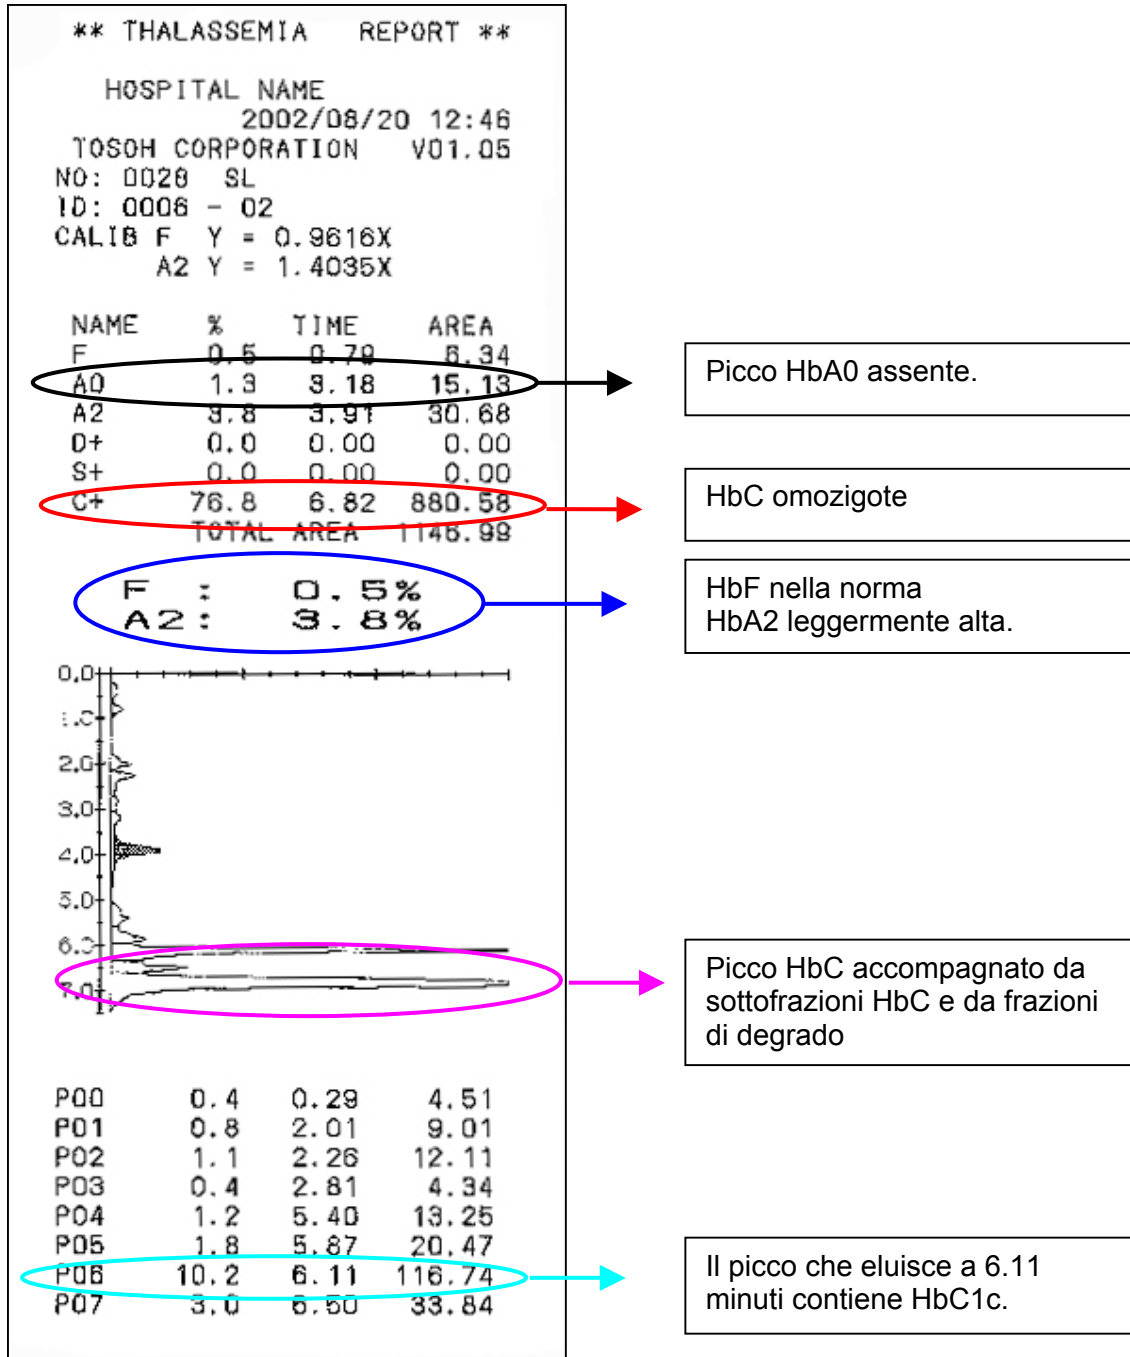 ** THALASSEMIA REPORT **
HOSPITAL NAME
2002/08/20 12:46
TOSOH CORPORATION V01.05
NO: 0028 SL
ID: 0006 - 02
CALIB F Y = 0.9616X
A2 Y = 1.4035X
NAME % TIME AREA
F 0.5 0.79 6.34
A0 1.3 3.18 15.13
Picco HbA0 assente.
A2 3.8 3.91 30.68
D+ 0.0 0.00 0.00
S+ 0.0 0.00 0.00
C+ 76.8 6.82 880.58
HbC omozigote
TOTAL AREA 1146.99
F : 0.5%
A2: 3.8%
HbF nella norma
HbA2 leggermente alta.
0.0
1.0
2.0
3.0
4.0
5.0
6.0
7.0
Picco HbC accompagnato da
sottofrazioni HbC e da frazioni
di degrado
P00 0.4 0.29 4.51
P01 0.8 2.01 9.01
P02 1.1 2.26 12.11
P03 0.4 2.81 4.34
P04 1.2 5.40 13.25
P05 1.8 5.87 20.47
P06 10.2 6.11 116.74
P07 3.0 6.50 33.84
Il picco che eluisce a 6.11
minuti contiene HbC1c.